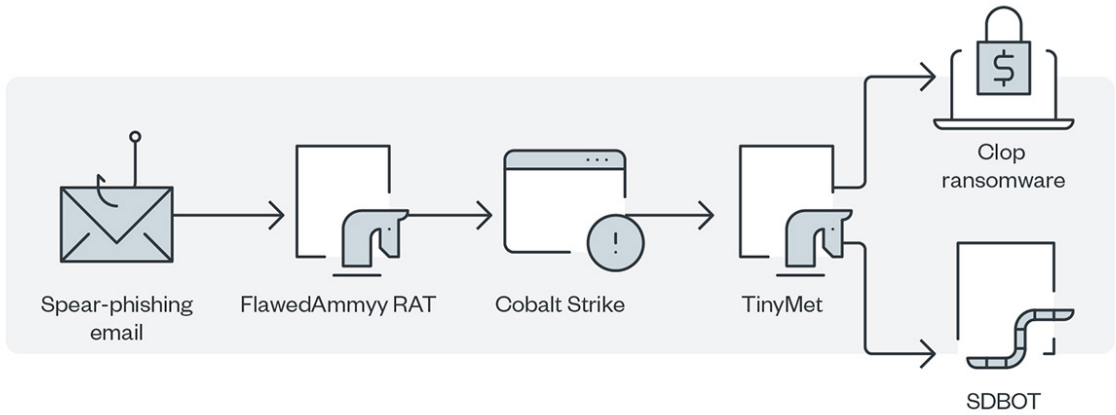 $
Clop
ransomware
!
Spear-phishing
email
FlawedAmmyy RAT
Cobalt Strike
TinyMet
SDBOT